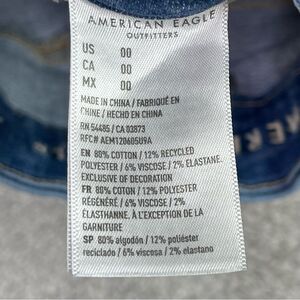 AMERICAN EAGLE
OUTFITTERS
US 00
CA 00
MX 00
MADE IN CHINA / FABRIQUÉ EN
CHINE / HECHO EN CHINA
RN 54485 / CA 03873
RFC# AEM120605U9A
EN 80% COTTON / 12% RECYCLED
POLYESTER / 6% VISCOSE / 2% ELASTANE.
EXCLUSIVE OF DECORATION
FR 80% COTON / 12% POLYESTER
RÉGÉNÉRÉ / 6% VISCOSE / 2%
ÉLASTHANNE. À L'EXCEPTION DE LA
GARNITURE
SP 80% algodón / 12% poliéster
reciclado / 6% viscosa / 2% elastano